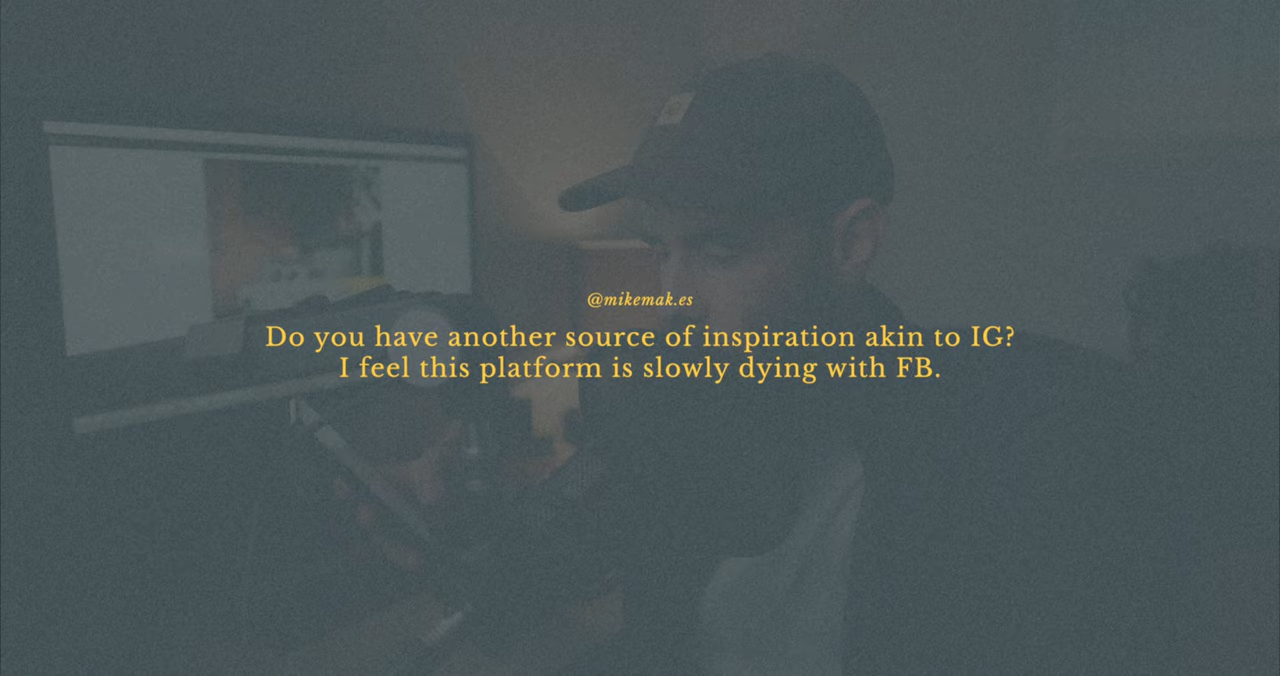 @mikemak.es
Do you have another source of inspiration akin to IG?
I feel this platform is slowly dying with FB.